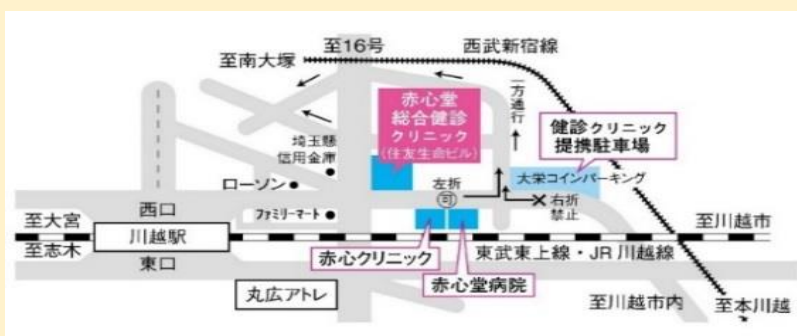 至16号
西武新宿線
至南大塚
赤心堂
総合健診
クリニック
(住友生命ビル)
一方通行
健診クリニック
提携駐車場
埼玉縣
信用金庫
ローソン
左折
可
大栄コインパーキング
右折
禁止
ファミリーマート
西口
至大宮
川越駅
至志木
東口
至川越市
赤心クリニック
東武東上線・JR川越線
赤心堂病院
丸広アトレ
至川越市内
至本川越